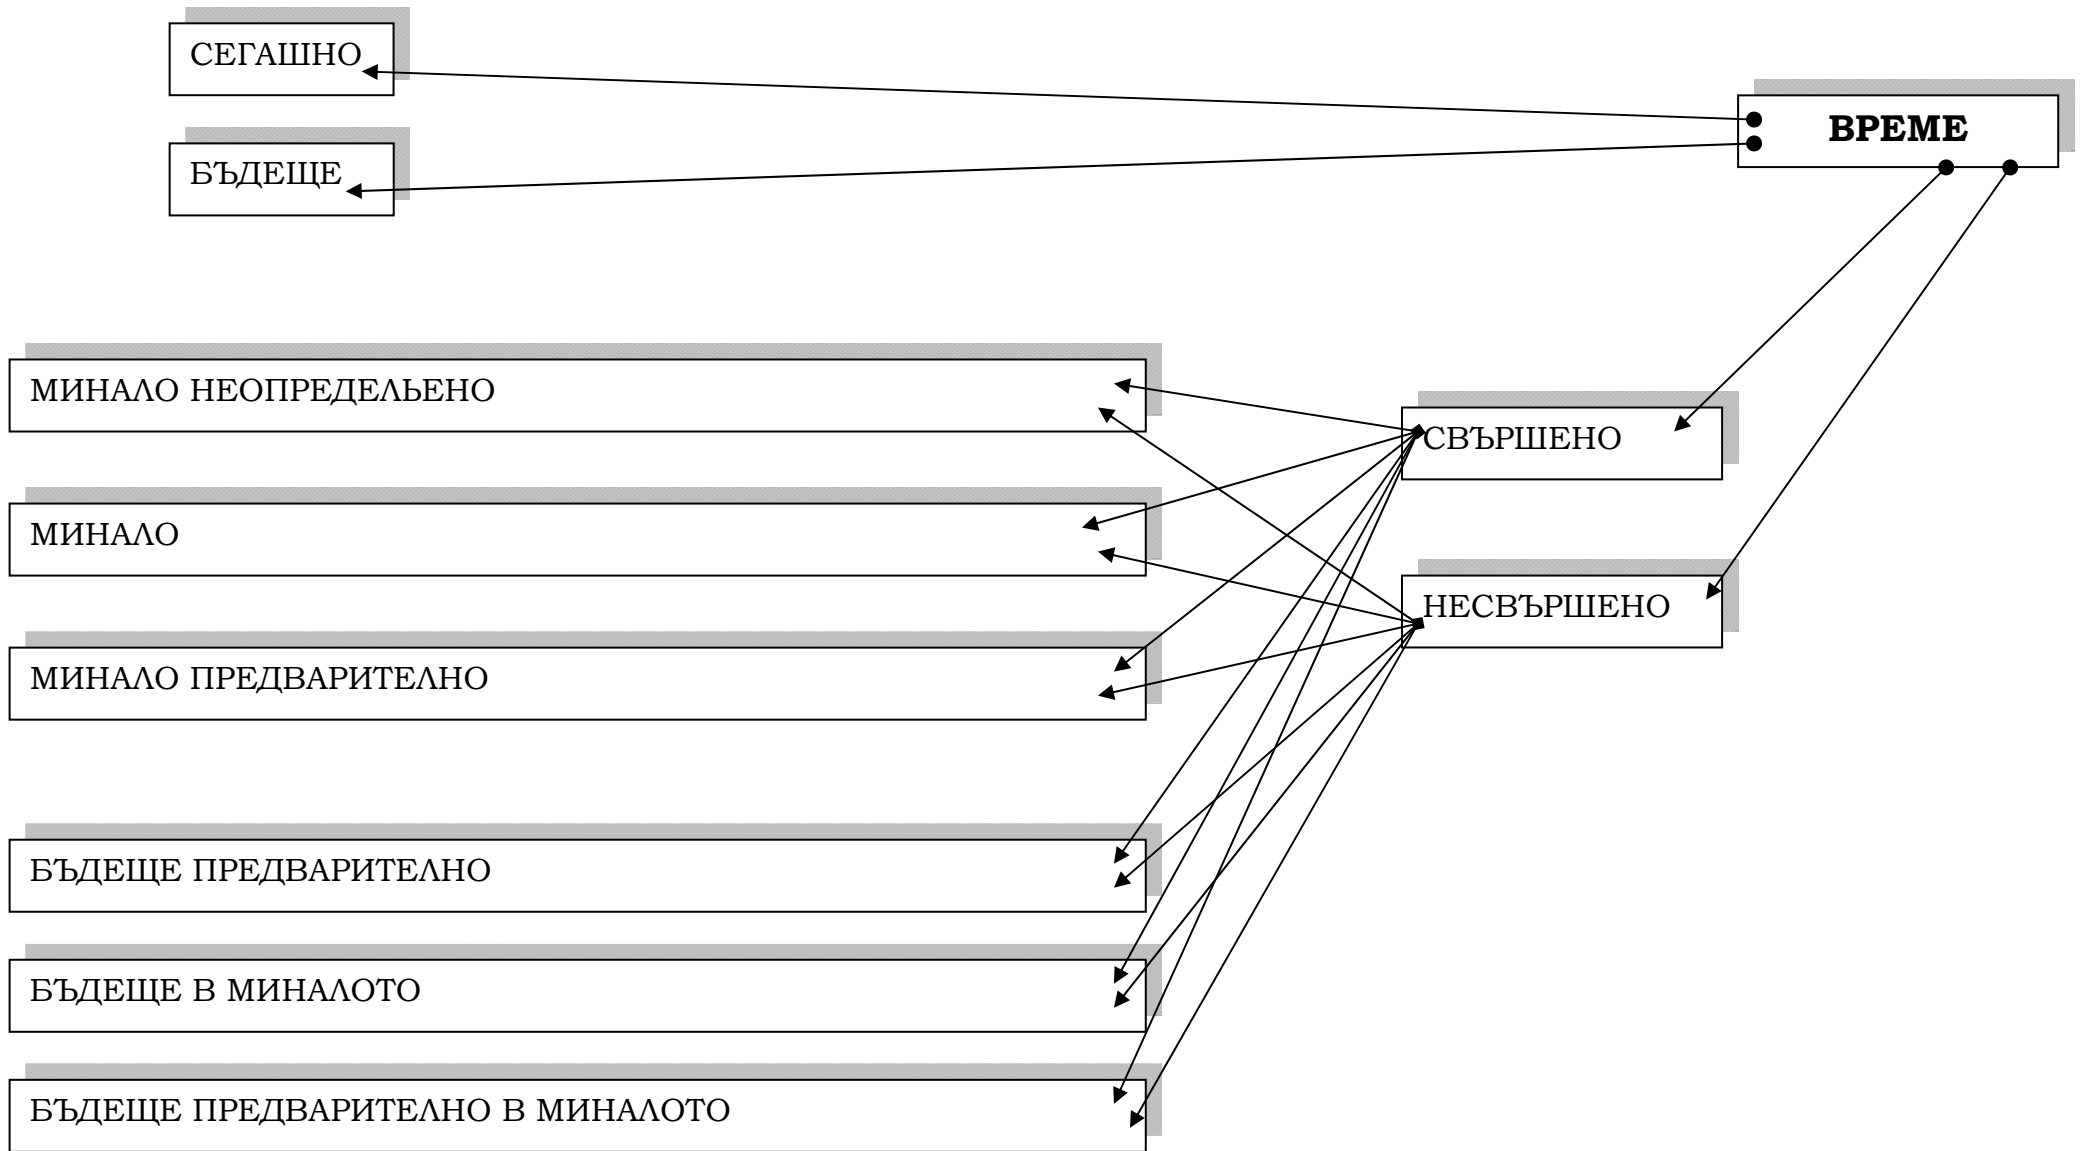 СЕГАШНО
ВРЕМЕ
БЪДЕЩЕ
МИНАЛО НЕОПРЕДЕЛЬЕНО
СВЪРШЕНО
МИНАЛО
НЕСВЪРШЕНО
МИНАЛО ПРЕДВАРИТЕЛНО
БЪДЕЩЕ ПРЕДВАРИТЕЛНО
БЪДЕЩЕ В МИНАЛОТО
БЪДЕЩЕ ПРЕДВАРИТЕЛНО В МИНАЛОТО